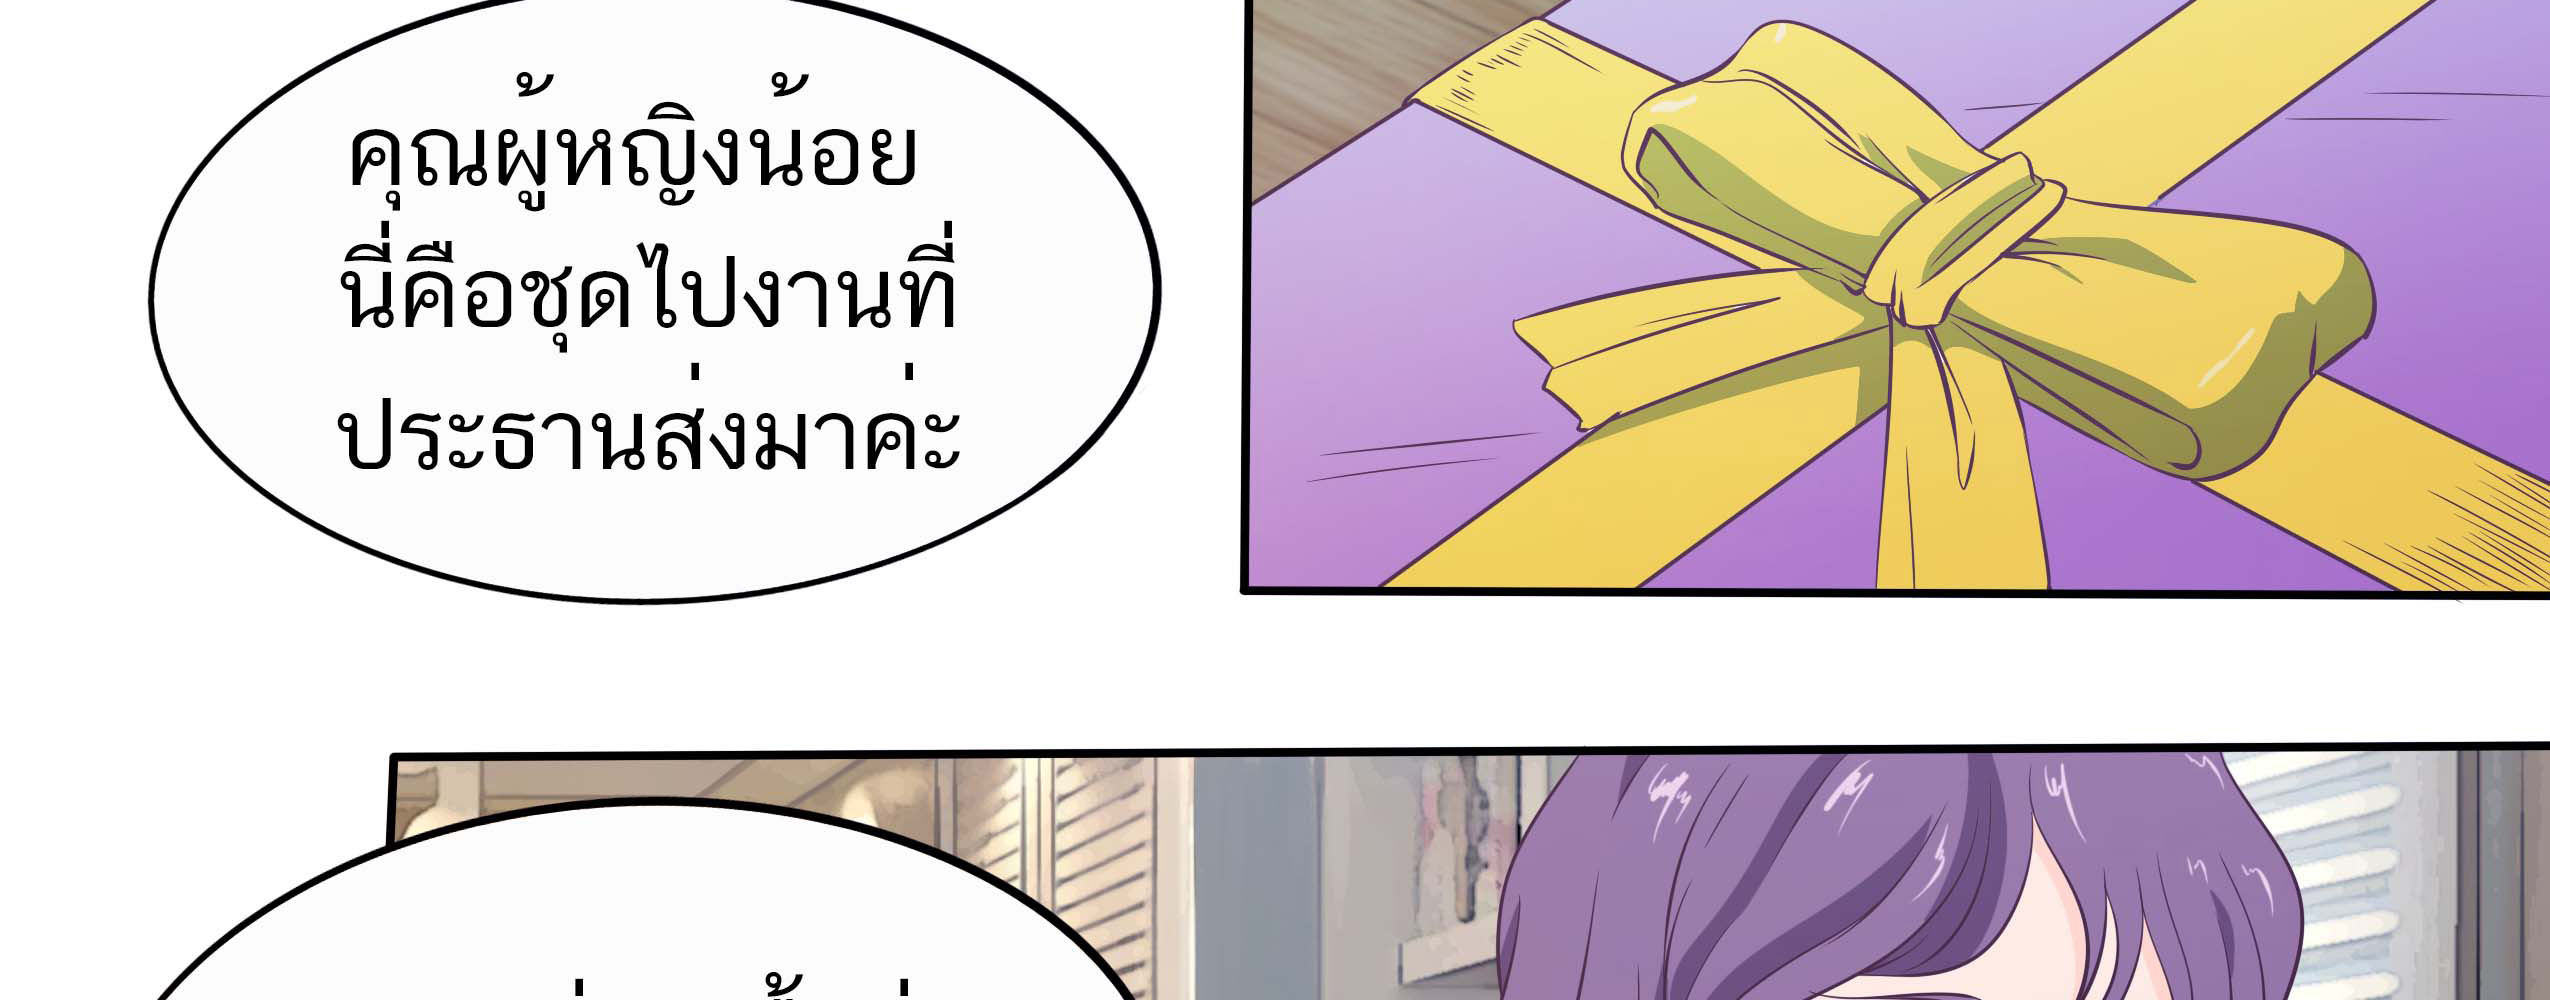 คุณผู้หญิงน้อย
นี่คือชุดไปงานที่
ประธานส่งมาค่ะ